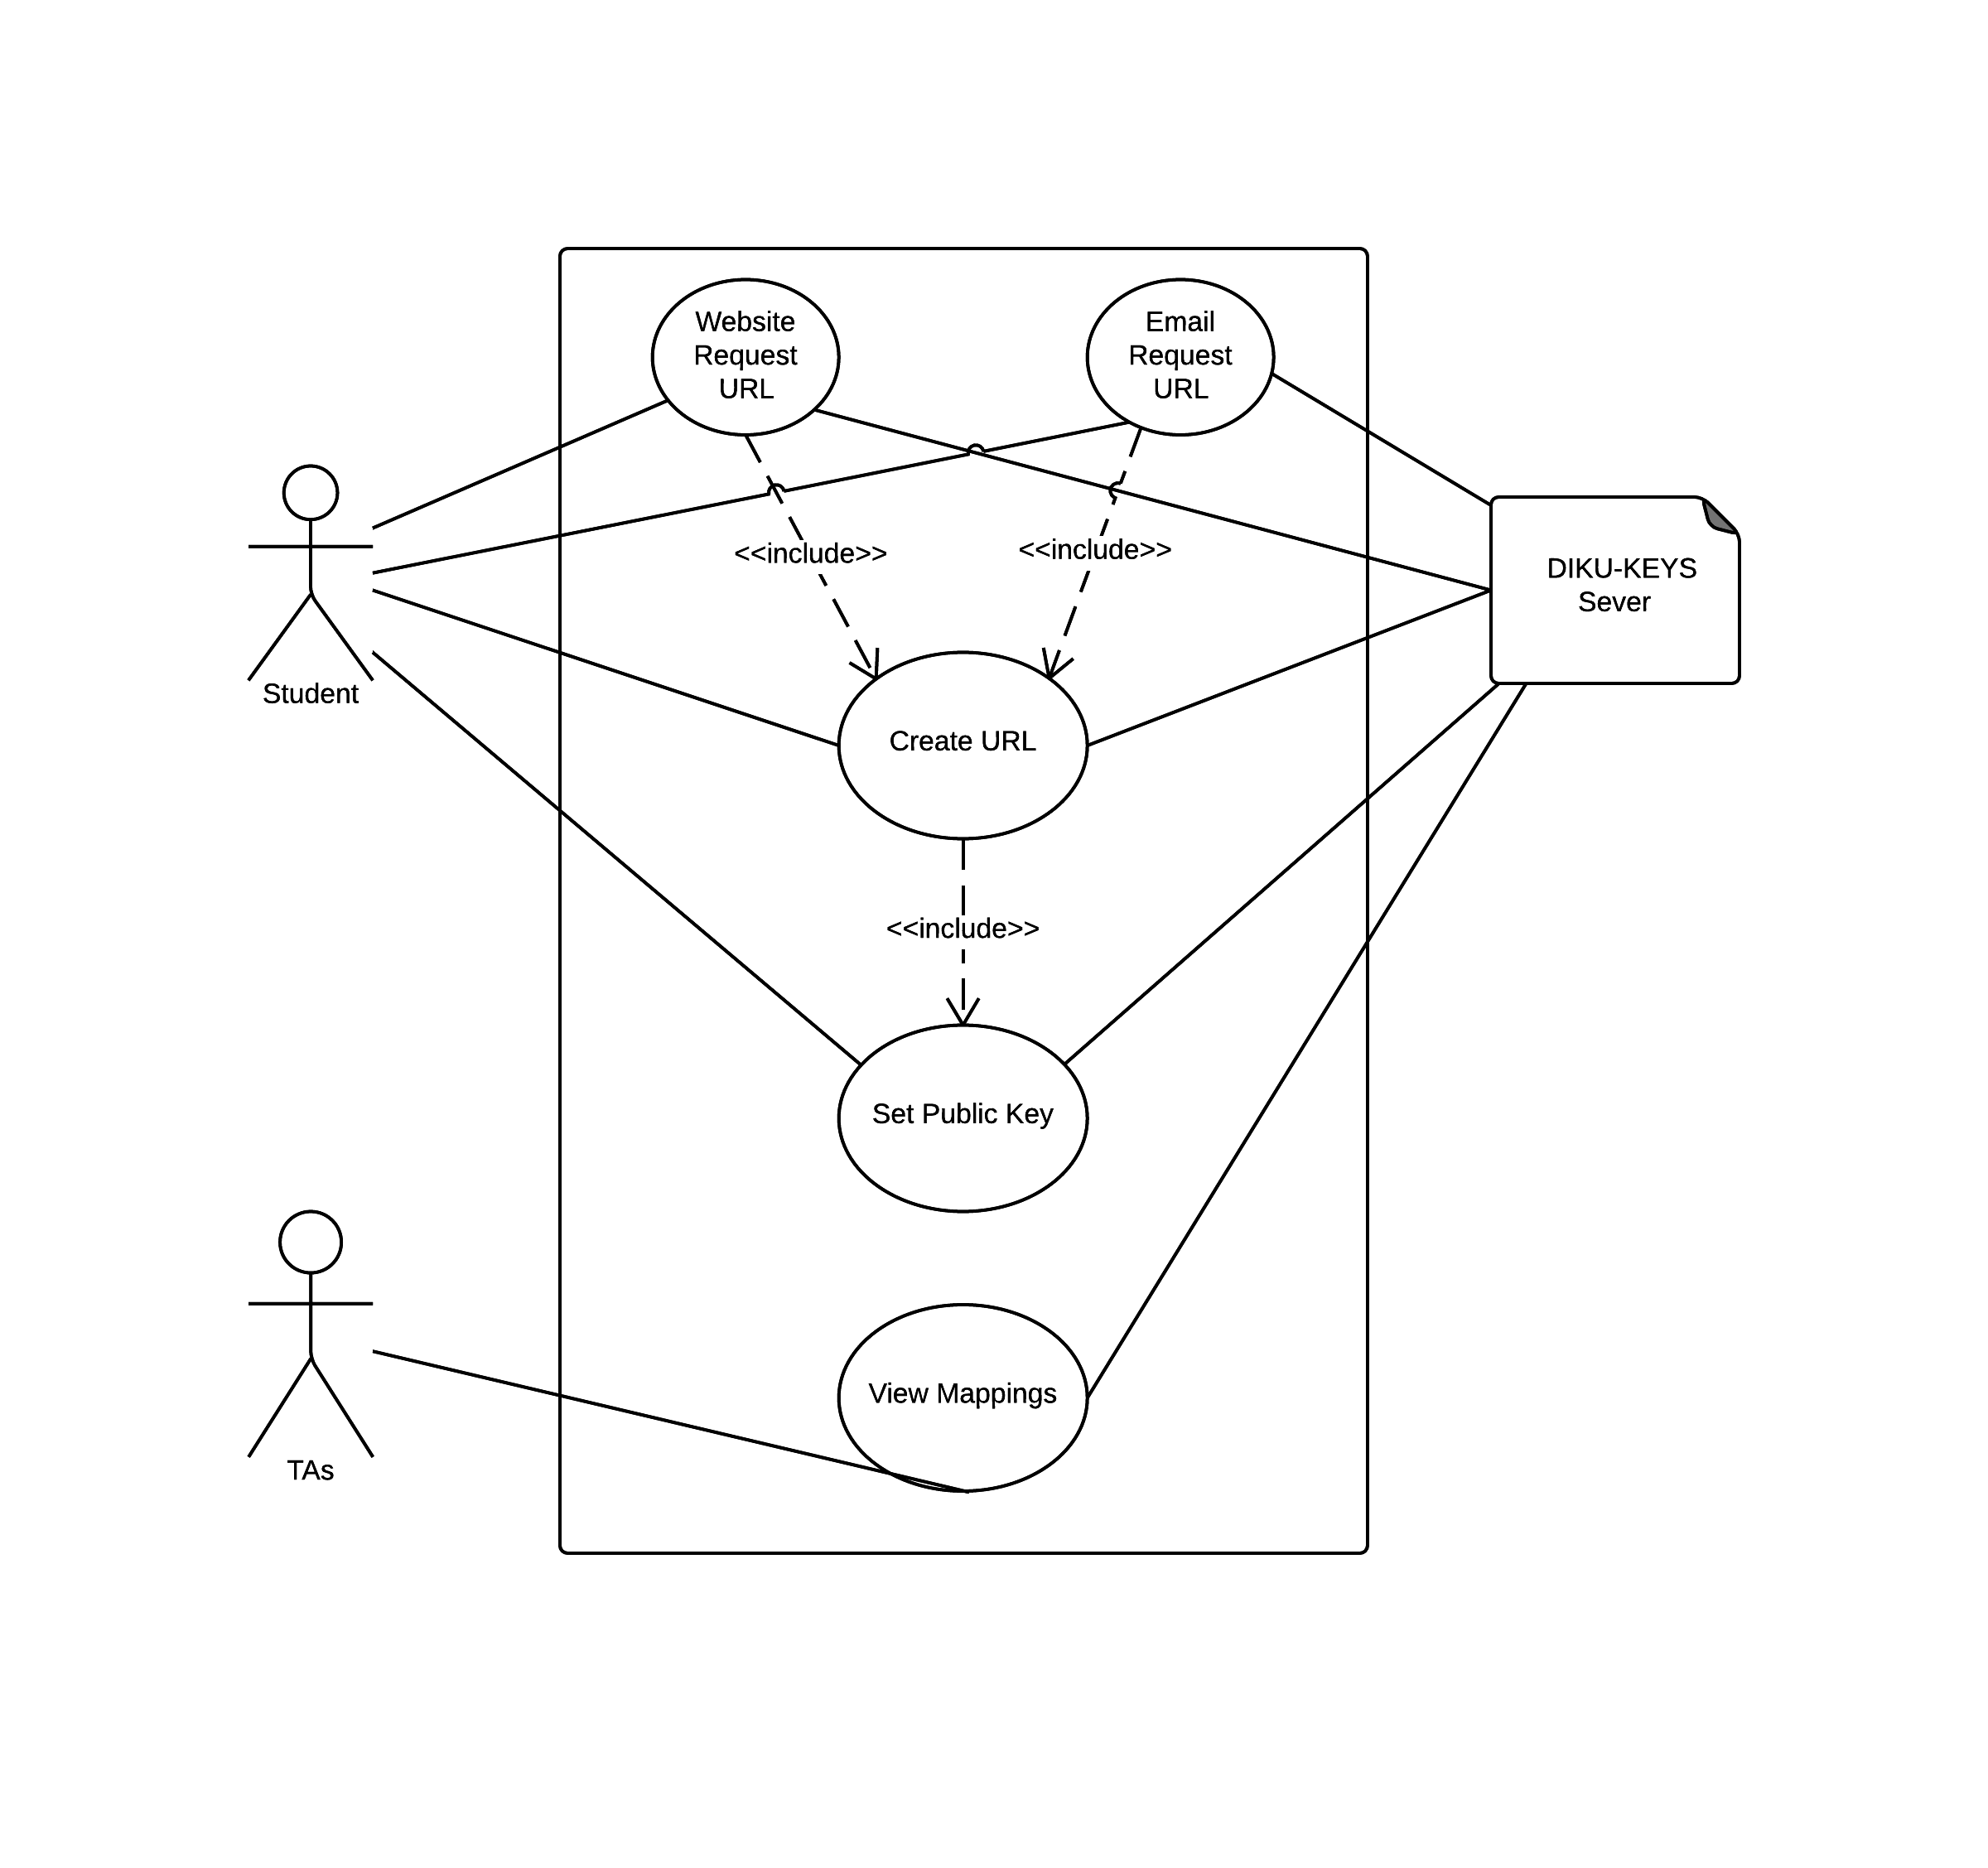 Website
Request
URL
Email
Request
URL
<<include>>
<<include>>
DIKU-KEYS
Sever
Student
Create URL
<<include>>
Set Public Key
View Mappings
TAs